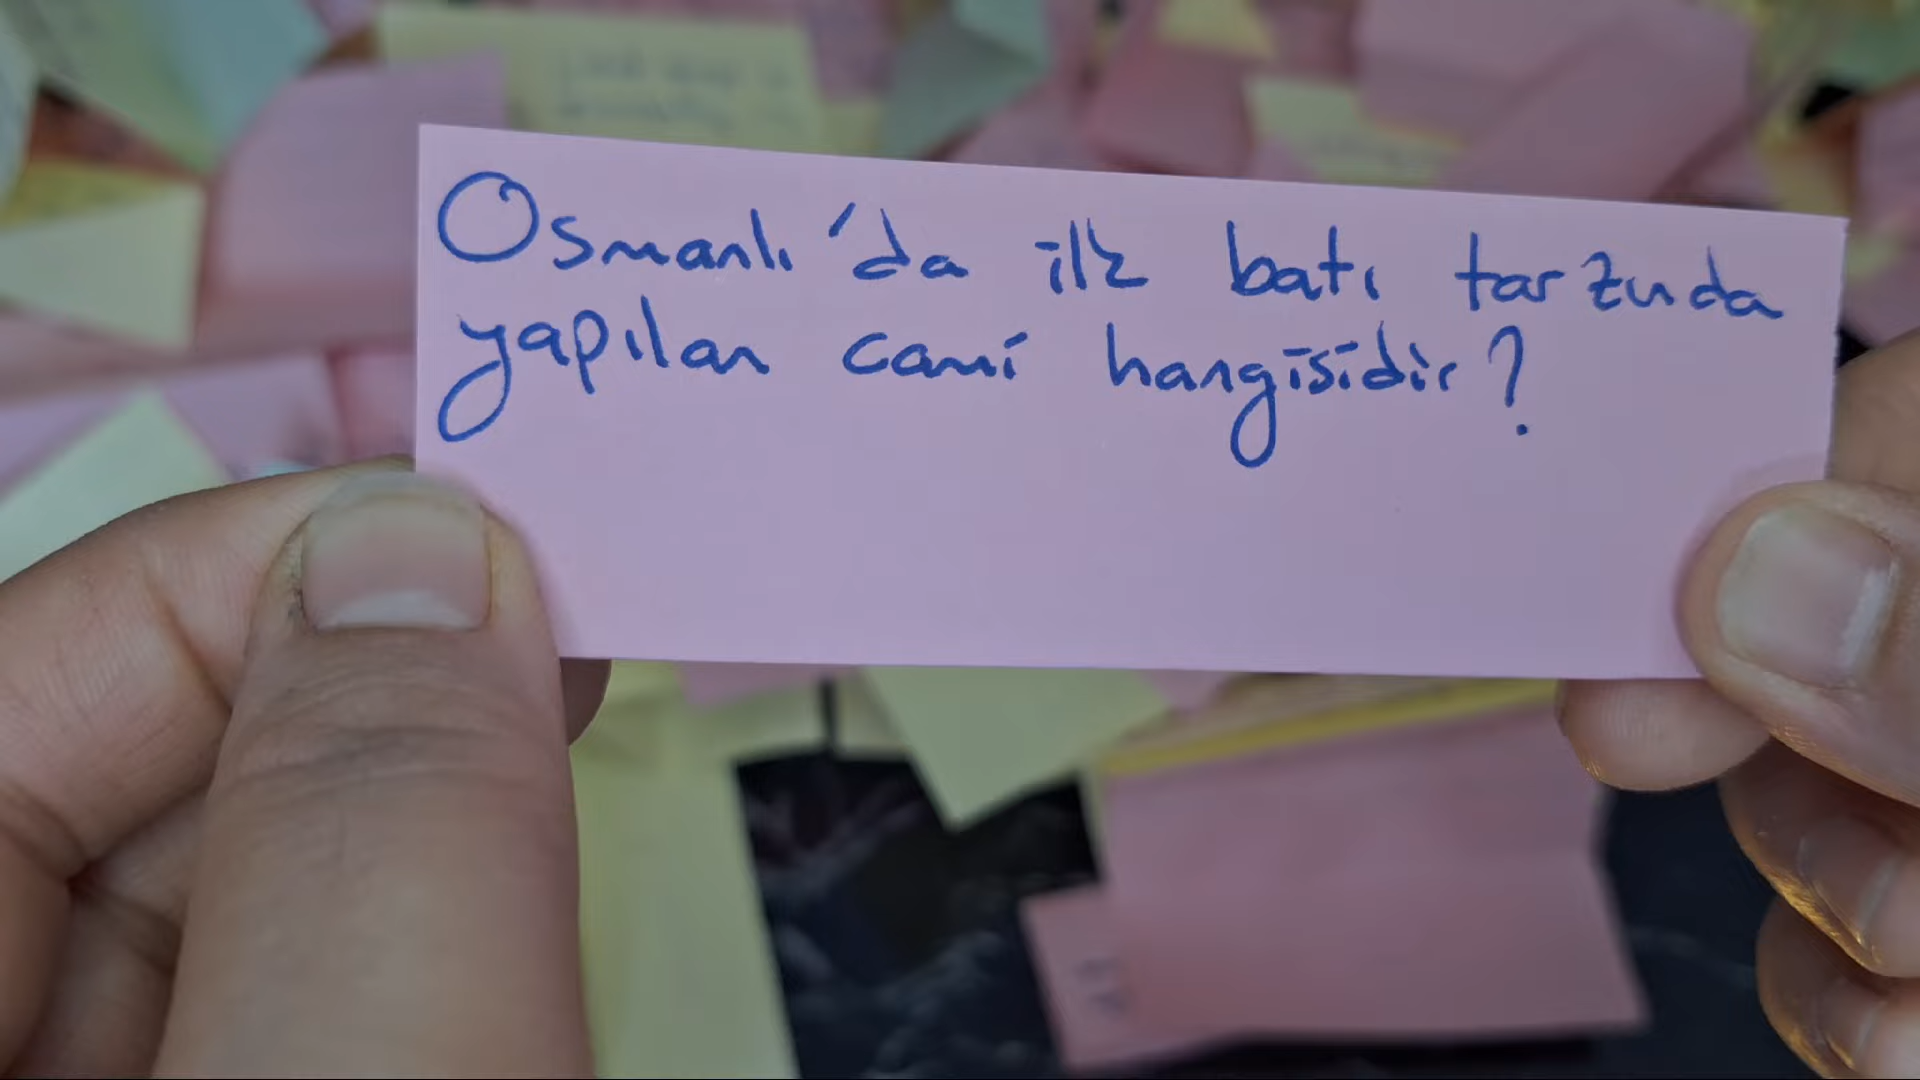 Osmanlı'da ilk batı tarzında
yapılan cami hangisidir?